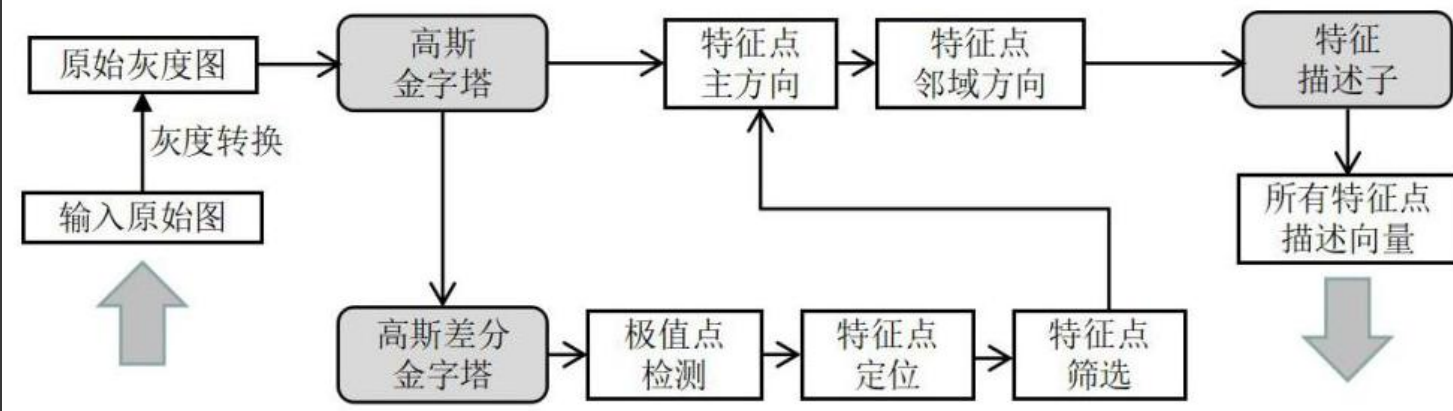 原始灰度图
灰度转换
输入原始图
高斯
金字塔
特征点
主方向
特征点
邻域方向
特征
描述子
所有特征点
描述向量
高斯差分
金字塔
极值点
检测
特征点
定位
特征点
筛选